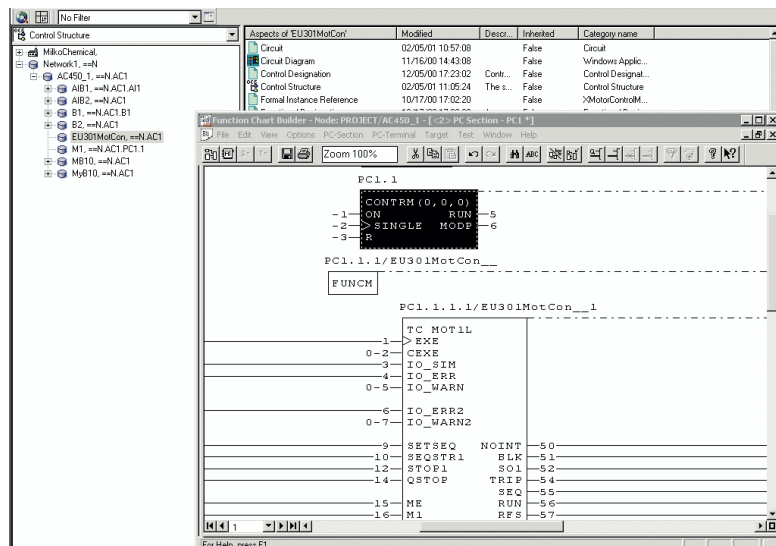 No Filter
Control Structure
MilkoChemical,
Network1, ==N
AC450_1, ==N.AC1
AIB1, ==N.AC1.AI1
AIB2, ==N.AC1
B1, ==N.AC1.B1
B2, ==N.AC1
EU301MotCon, ==N.AC1
M1, ==N.AC1.PC1.1
MB10, ==N.AC1
MyB10, ==N.AC1
Aspects of 'EU301MotCon' Modified Descr... Inherited Category name
Circuit 02/05/01 10:57:08 False Circuit
Circuit Diagram 11/16/00 14:43:08 False Windows Applic...
Control Designation 12/05/00 17:23:02 Contr... False Control Designat...
Control Structure 02/05/01 11:05:24 The s... False Control Structure
Formal Instance Reference 10/17/00 17:02:20 False XMotorControlM...
Function Chart Builder - Node: PROJECT/AC450_1 - [ <2> PC Section - PC1 *]
File Edit View Options PC-Section PC-Terminal Target Test Window Help
Zoom 100%
ABC
PC1.1
CONTRM(0,0,0)
-1 ON RUN 5
-2 SINGLE MODP 6
-3 R
PC1.1.1/EU301MotCon__
FUNCM
PC1.1.1.1/EU301MotCon__1
TC MOT1L
1 EXE
0-2 CEXE
3 IO_SIM
4 IO_ERR
0-5 IO_WARN
6 IO_ERR2
0-7 IO_WARN2
9 SETSEQ NOINT 50
10 SEQSTR1 BLK 51
12 STOP1 SO1 52
14 QSTOP TRIP 54
SEQ 55
15 ME RUN 56
16 M1 RFS 57
1
For Help, press F1